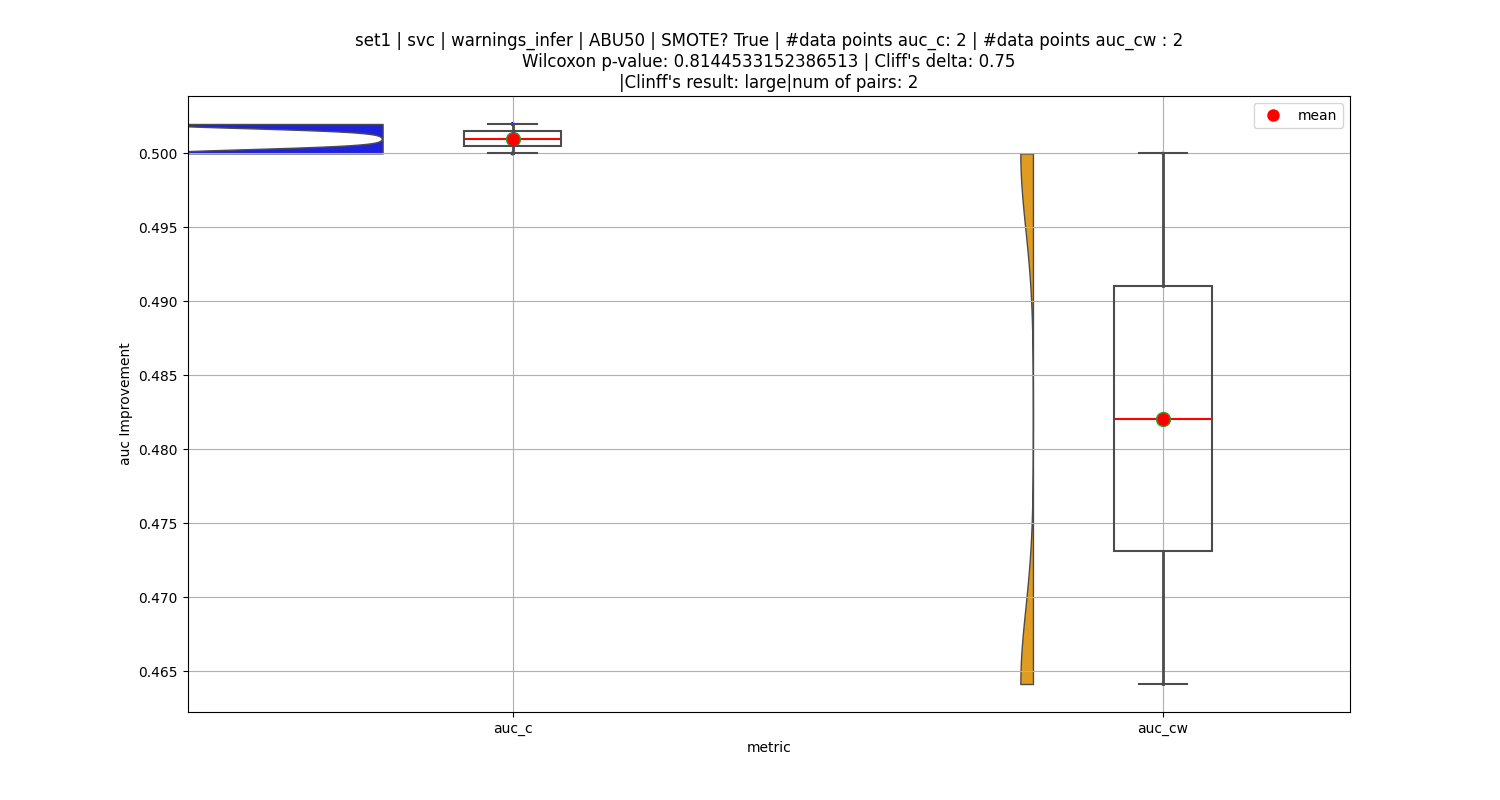 set1 | svc | warnings_infer | ABU50 | SMOTE? True | #data points auc_c: 2 | #data points auc_cw : 2
Wilcoxon p-value: 0.8144533152386513 | Cliff's delta: 0.75
|Clinff's result: large|num of pairs: 2
mean
0.500
0.495
0.490
0.485
0.480
0.475
0.470
0.465
auc Improvement
auc_c
auc_cw
metric